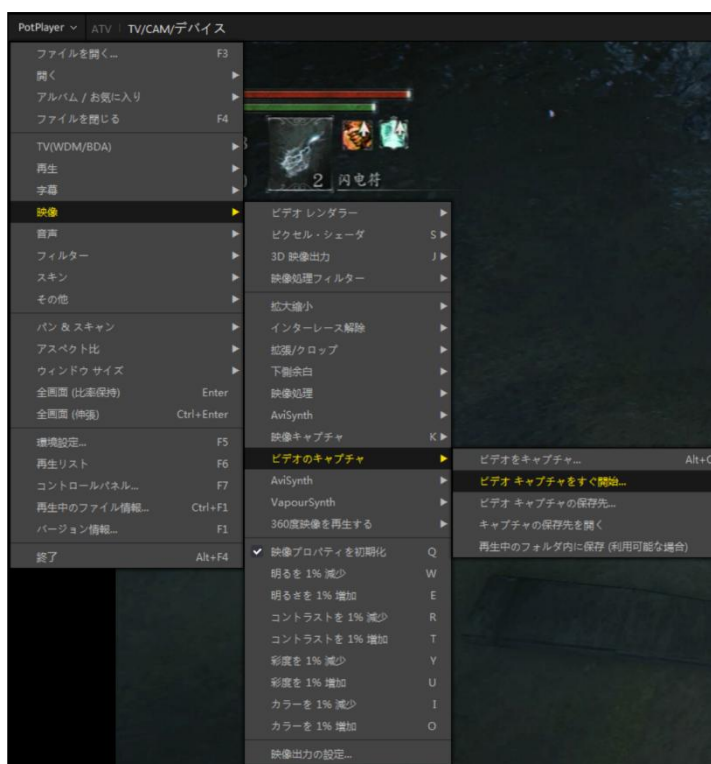 PotPlayer ATV TV/CAM/デバイス
ファイルを開く... F3
開く
アルバム / お気に入り
ファイルを閉じる F4
TV(WDM/BDA)
再生
字幕
映像
音声
フィルター
スキン
その他
パン & スキャン
アスペクト比
ウィンドウ サイズ
全画面 (比率保持) Enter
全画面 (伸張) Ctrl+Enter
環境設定... F5
再生リスト F6
コントロールパネル... F7
再生中のファイル情報... Ctrl+F1
バージョン情報... F1
終了 Alt+F4
2 闪电符
ビデオ レンダラー
ピクセル・シェーダ S
3D 映像出力 J
映像処理フィルター
拡大縮小
インターレース解除
拡張/クロップ
下側余白
映像処理
AviSynth
映像キャプチャ K
ビデオのキャプチャ
AviSynth
VapourSynth
360度映像を再生する
映像プロパティを初期化 Q
明るを 1% 減少 W
明るさを 1% 増加 E
コントラストを 1% 減少 R
コントラストを 1% 増加 T
彩度を 1% 減少 Y
彩度を 1% 増加 U
カラーを 1% 減少 I
カラーを 1% 増加 O
映像出力の設定...
ビデオをキャプチャ... Alt+C
ビデオ キャプチャをすぐ開始...
ビデオ キャプチャの保存先...
キャプチャの保存先を開く
再生中のフォルダ内に保存 (利用可能な場合)